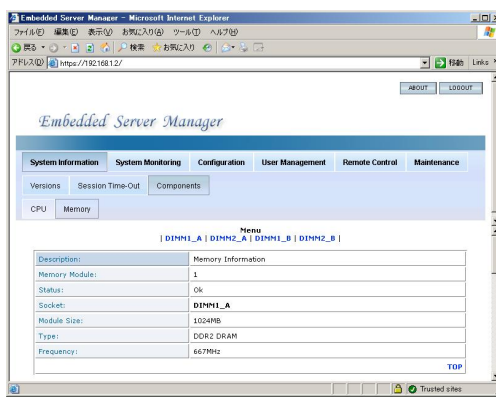 Embedded Server Manager - Microsoft Internet Explorer
ファイル(F) 編集(E) 表示(V) お気に入り(A) ツール(T) ヘルプ(H)
戻る 検索 お気に入り
アドレス(D) https://192.168.1.2/ 移動 Links
ABOUT LOGOUT
Embedded Server Manager
System Information System Monitoring Configuration User Management Remote Control Maintenance
Versions Session Time-Out Components
CPU Memory
Menu
| DIMM1_A | DIMM2_A | DIMM1_B | DIMM2_B |
Description: Memory Information
Memory Module: 1
Status: Ok
Socket: DIMM1_A
Module Size: 1024MB
Type: DDR2 DRAM
Frequency: 667MHz
TOP
Trusted sites